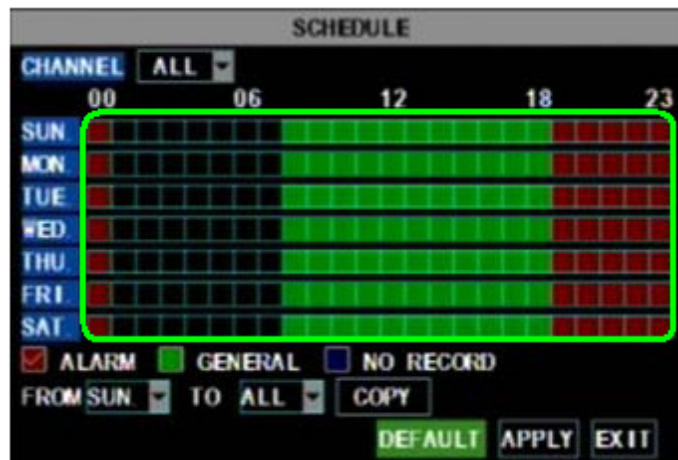 SCHEDULE
CHANNEL ALL
00 06 12 18 23
SUN.
MON.
TUE.
WED.
THU.
FRI.
SAT.
ALARM GENERAL NO RECORD
FROM SUN. TO ALL COPY
DEFAULT APPLY EXIT